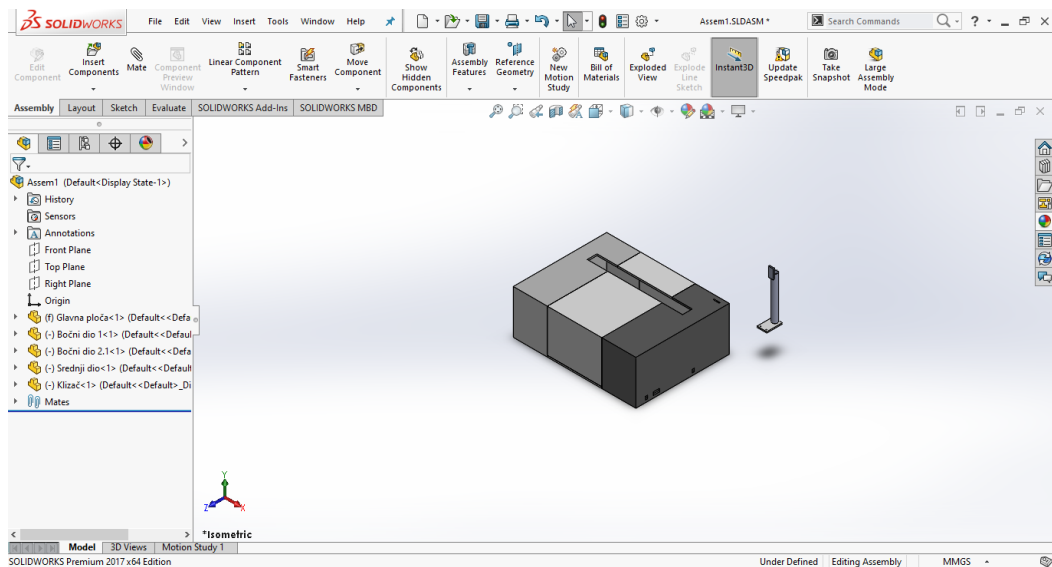 SOLIDWORKS File Edit View Insert Tools Window Help Assem1.SLDASM * Search Commands ?
Edit Component
Insert Components
Mate
Component Preview Window
Linear Component Pattern
Smart Fasteners
Move Component
Show Hidden Components
Assembly Features
Reference Geometry
New Motion Study
Bill of Materials
Exploded View
Explode Line Sketch
Instant3D
Update Speedpak
Take Snapshot
Large Assembly Mode
Assembly Layout Sketch Evaluate SOLIDWORKS Add-Ins SOLIDWORKS MBD
Assem1 (Default<Display State-1>)
History
Sensors
A Annotations
Front Plane
Top Plane
Right Plane
Origin
(f) Glavna ploča<1> (Default<<Defa
(-) Bočni dio 1<1> (Default<<Defaul
(-) Bočni dio 2.1<1> (Default<<Defa
(-) Srednji dio<1> (Default<<Default
(-) Klizač<1> (Default<<Default>_Di
Mates
Y
Z X
*Isometric
Model 3D Views Motion Study 1
SOLIDWORKS Premium 2017 x64 Edition Under Defined Editing Assembly MMGS